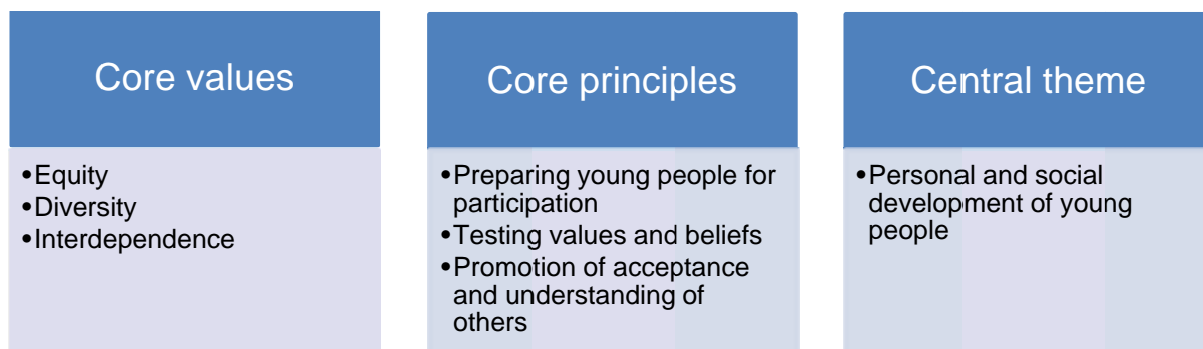 Core values
•Equity
•Diversity
•Interdependence
Core principles
•Preparing young people for
participation
•Testing values and beliefs
•Promotion of acceptance
and understanding of
others
Central theme
•Personal and social
development of young
people